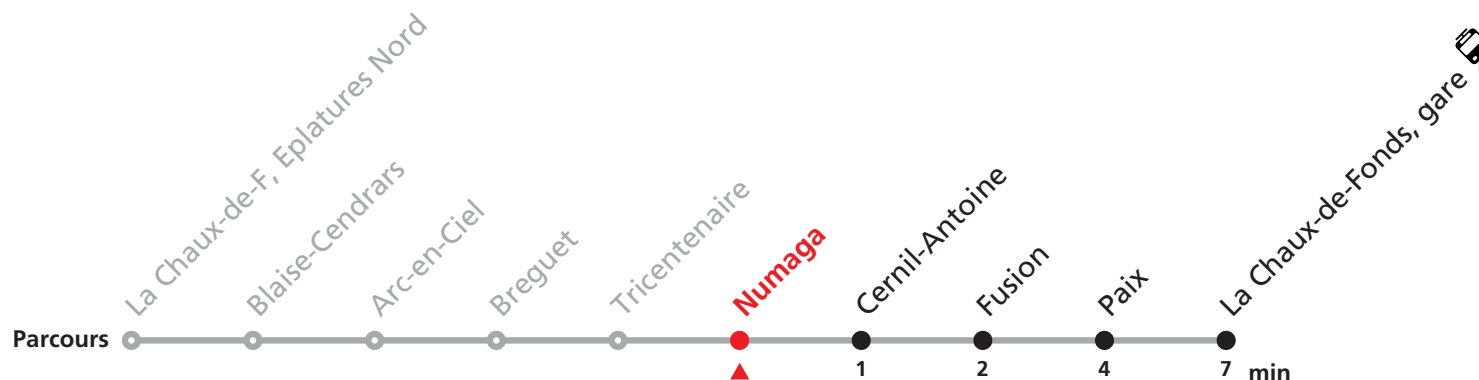 La Chaux-de-F, Eplatures Nord
Blaise-Cendrars
Arc-en-Ciel
Breguet
Tricentenaire
Numaga
Cernil-Antoine
Fusion
Paix
La Chaux-de-Fonds, gare
Parcours
1 2 4 7 min